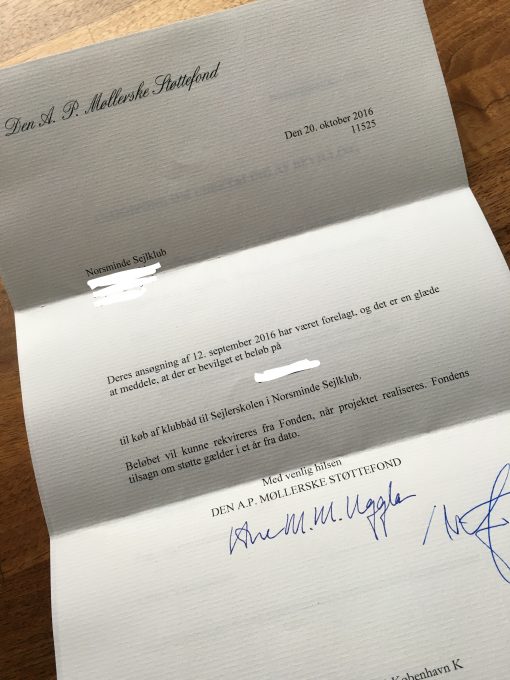 Den A. P. Møllerske Støttefond
Den 20. oktober 2016
11525
Norsminde Sejlklub
Deres ansøgning af 12. september 2016 har været forelagt, og det er en glæde
at meddele, at der er bevilget et beløb på
til køb af klubbåd til Sejlerskolen i Norsminde Sejlklub.
Beløbet vil kunne rekvireres fra Fonden, når projektet realiseres. Fondens
tilsagn om støtte gælder i et år fra dato.
Med venlig hilsen
DEN A.P. MØLLERSKE STØTTEFOND
Ane M. M. Uggla
København K